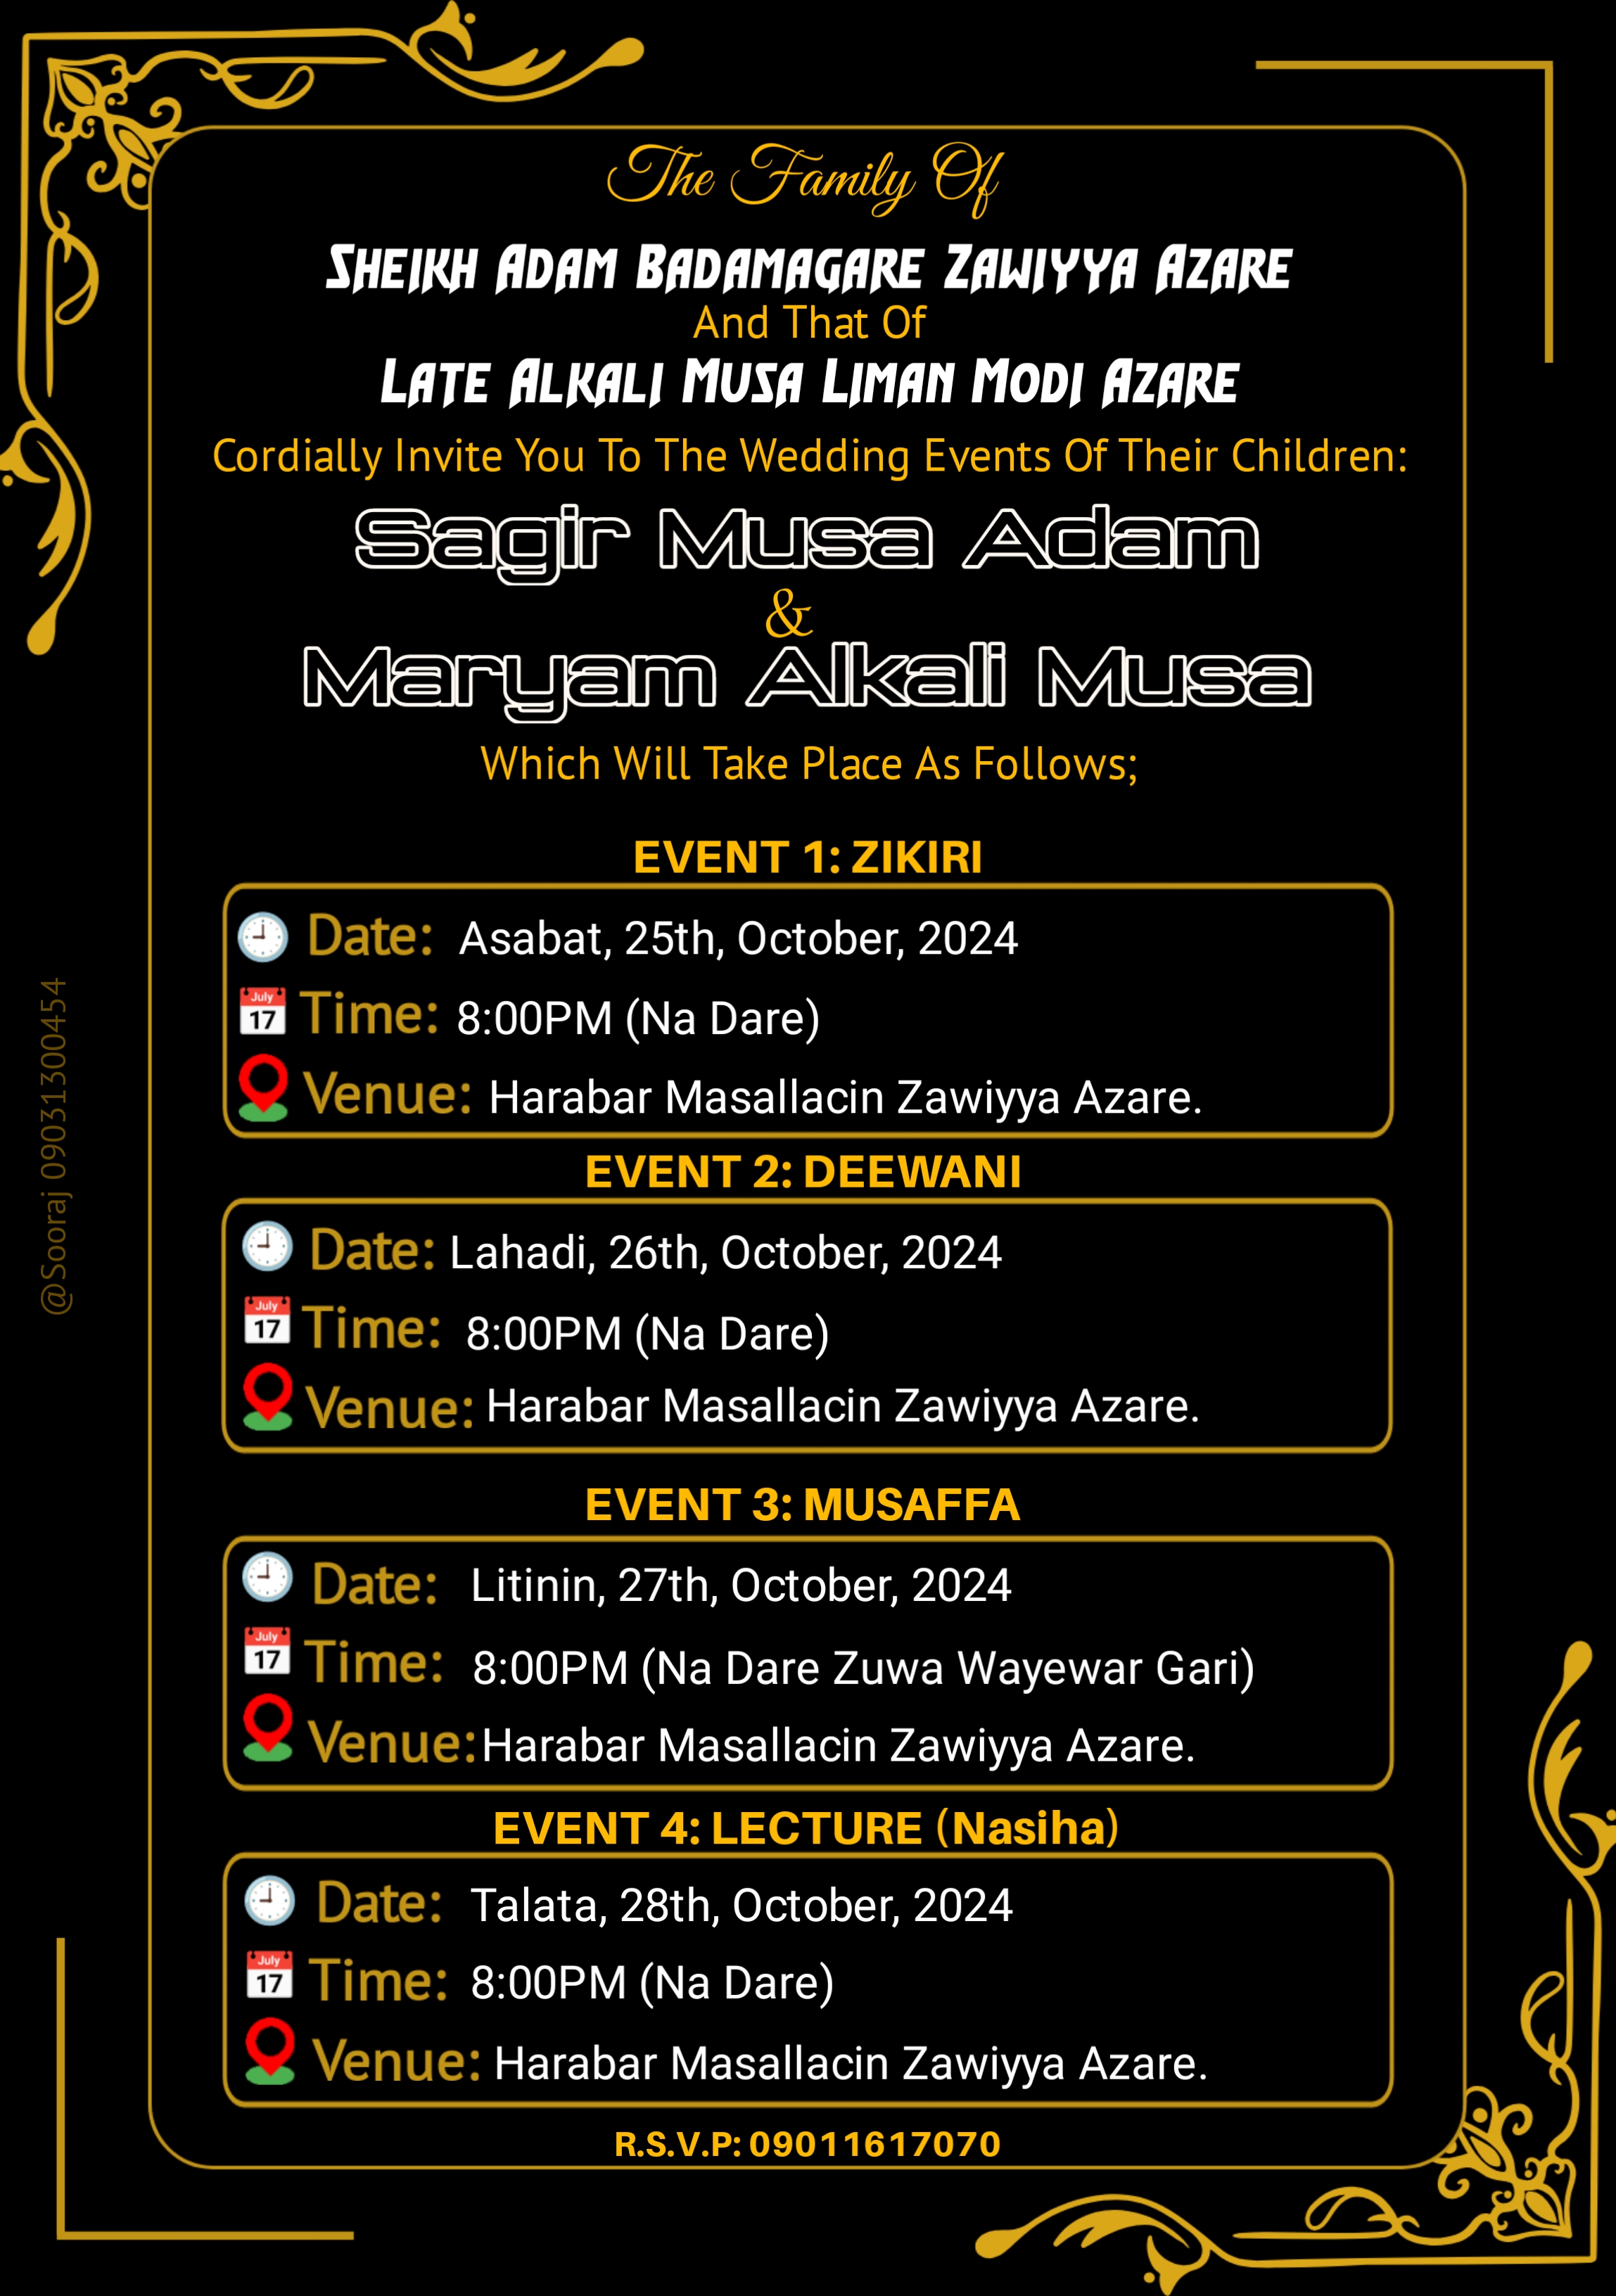 The Family Of
Sheikh Adam Badamagare Zawiyya Azare
And That Of
Late Alkali Musa Liman Modi Azare
Cordially Invite You To The Wedding Events Of Their Children:
Sagir Musa Adam
&
Maryam Alkali Musa
Which Will Take Place As Follows;
EVENT 1: ZIKIRI
Date: Asabat, 25th, October, 2024
July 17 Time: 8:00PM (Na Dare)
Venue: Harabar Masallacin Zawiyya Azare.
EVENT 2: DEEWANI
Date: Lahadi, 26th, October, 2024
July 17 Time: 8:00PM (Na Dare)
Venue: Harabar Masallacin Zawiyya Azare.
EVENT 3: MUSAFFA
Date: Litinin, 27th, October, 2024
July 17 Time: 8:00PM (Na Dare Zuwa Wayewar Gari)
Venue: Harabar Masallacin Zawiyya Azare.
EVENT 4: LECTURE (Nasiha)
Date: Talata, 28th, October, 2024
July 17 Time: 8:00PM (Na Dare)
Venue: Harabar Masallacin Zawiyya Azare.
R.S.V.P: 09011617070
@Sooraj 09031300454